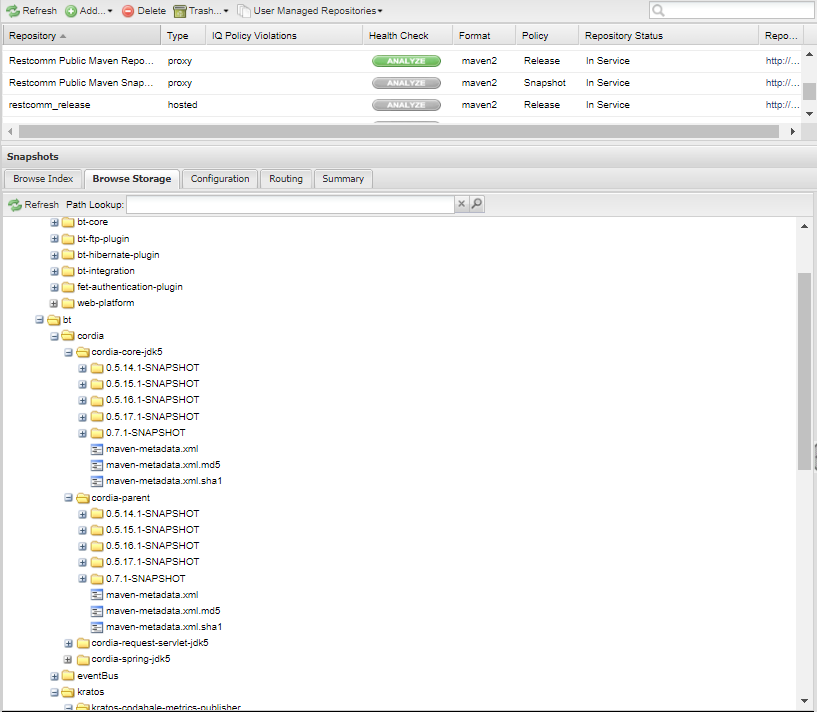 Refresh Add... Delete Trash... User Managed Repositories
Repository Type IQ Policy Violations Health Check Format Policy Repository Status Repo...
Restcomm Public Maven Repo... proxy ANALYZE maven2 Release In Service http://...
Restcomm Public Maven Snap... proxy ANALYZE maven2 Snapshot In Service http://...
restcomm_release hosted ANALYZE maven2 Release In Service http://...
Snapshots
Browse Index Browse Storage Configuration Routing Summary
Refresh Path Lookup:
bt-core
bt-ftp-plugin
bt-hibernate-plugin
bt-integration
fet-authentication-plugin
web-platform
bt
cordia
cordia-core-jdk5
0.5.14.1-SNAPSHOT
0.5.15.1-SNAPSHOT
0.5.16.1-SNAPSHOT
0.5.17.1-SNAPSHOT
0.7.1-SNAPSHOT
maven-metadata.xml
maven-metadata.xml.md5
maven-metadata.xml.sha1
cordia-parent
0.5.14.1-SNAPSHOT
0.5.15.1-SNAPSHOT
0.5.16.1-SNAPSHOT
0.5.17.1-SNAPSHOT
0.7.1-SNAPSHOT
maven-metadata.xml
maven-metadata.xml.md5
maven-metadata.xml.sha1
cordia-request-servlet-jdk5
cordia-spring-jdk5
eventBus
kratos
kratos-codahale-metrics-publisher